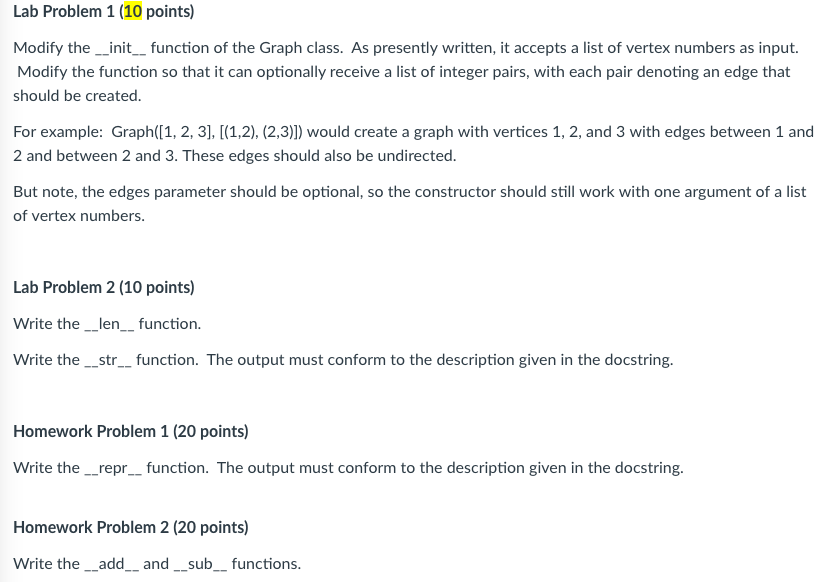 Lab Problem 1 (10 points)
Modify the __init__ function of the Graph class.  As presently written, it accepts a list of vertex numbers as input.
Modify the function so that it can optionally receive a list of integer pairs, with each pair denoting an edge that
should be created.
For example:  Graph([1, 2, 3], [(1,2), (2,3)]) would create a graph with vertices 1, 2, and 3 with edges between 1 and
2 and between 2 and 3. These edges should also be undirected.
But note, the edges parameter should be optional, so the constructor should still work with one argument of a list
of vertex numbers.
Lab Problem 2 (10 points)
Write the __len__ function.
Write the __str__ function.  The output must conform to the description given in the docstring.
Homework Problem 1 (20 points)
Write the __repr__ function.  The output must conform to the description given in the docstring.
Homework Problem 2 (20 points)
Write the __add__ and __sub__ functions.